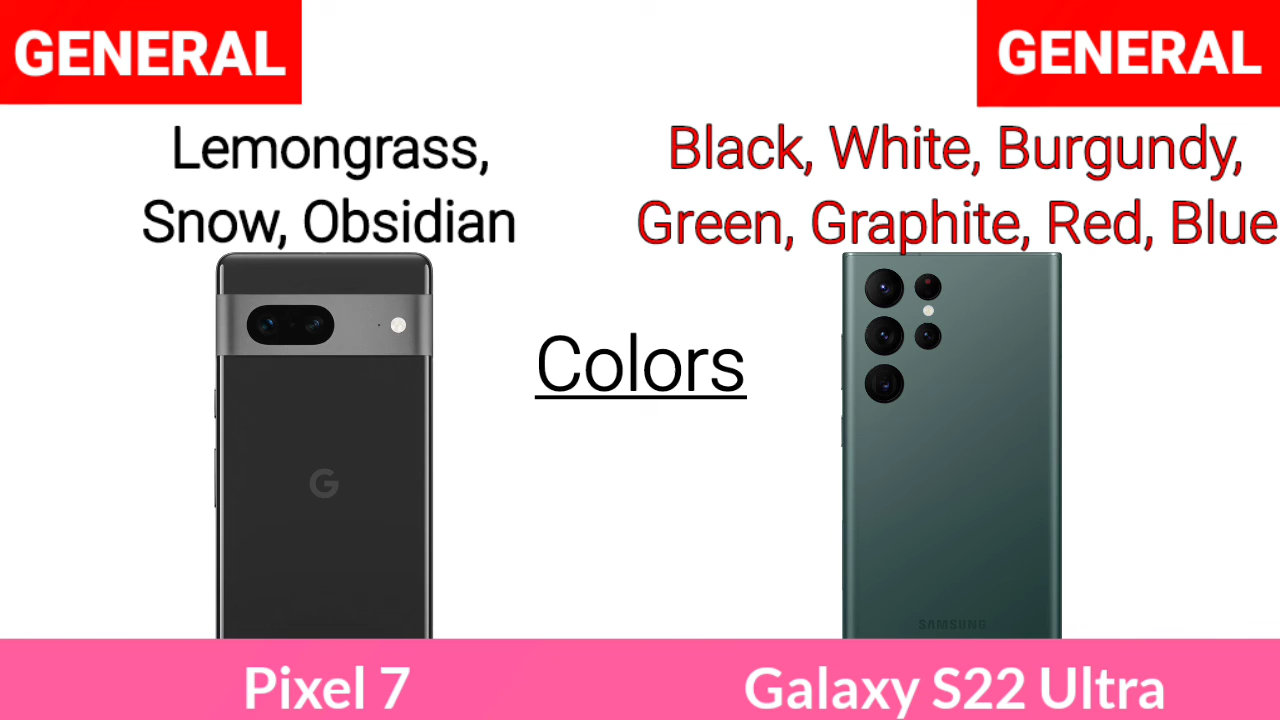 GENERAL
GENERAL
Lemongrass,
Snow, Obsidian
Black, White, Burgundy,
Green, Graphite, Red, Blue
Colors
G
SAMSUNG
Pixel 7
Galaxy S22 Ultra